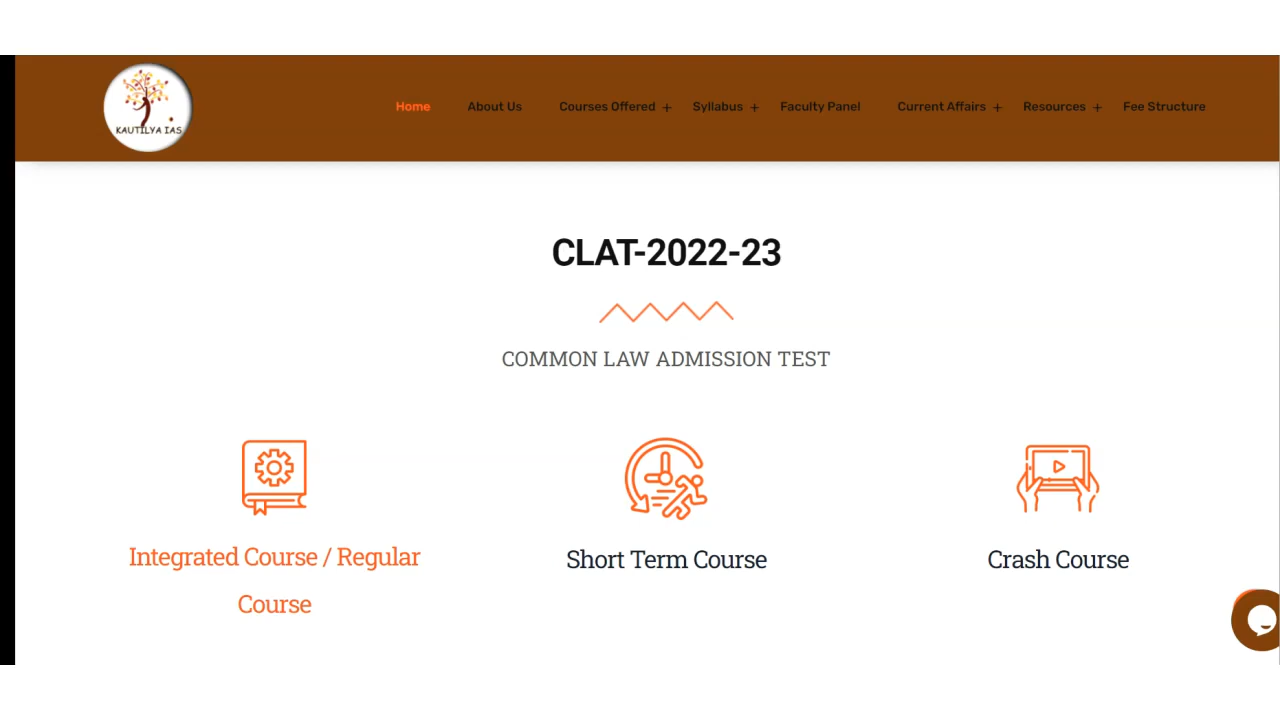 KAUTILYA IAS
Home About Us Courses Offered + Syllabus + Faculty Panel Current Affairs + Resources + Fee Structure
CLAT-2022-23
COMMON LAW ADMISSION TEST
Integrated Course / Regular
Course
Short Term Course
Crash Course